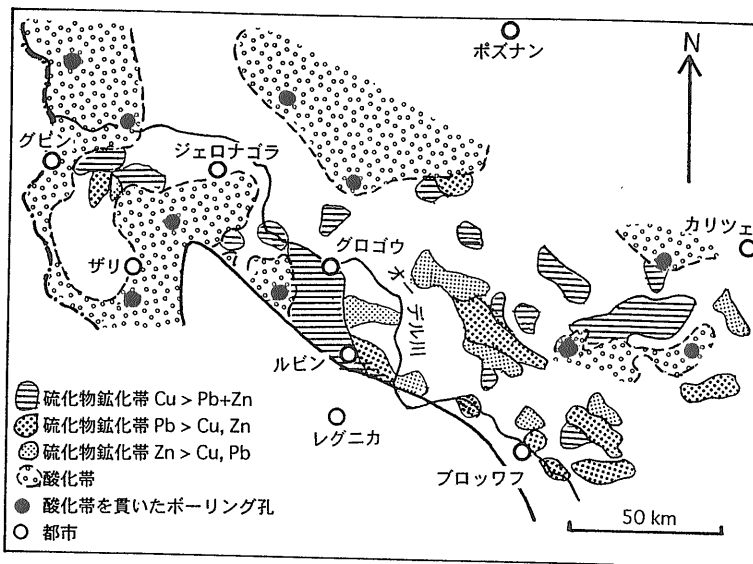 ポズナン
N
グビン
ジェロナゴラ
カリツェ
ザリ
グロゴウ
オーデル川
ルビン
硫化物鉱化帯 Cu > Pb+Zn
硫化物鉱化帯 Pb > Cu, Zn
レグニカ
硫化物鉱化帯 Zn > Cu, Pb
ブロッワフ
酸化帯
酸化帯を貫いたボーリング孔
都市
50 km